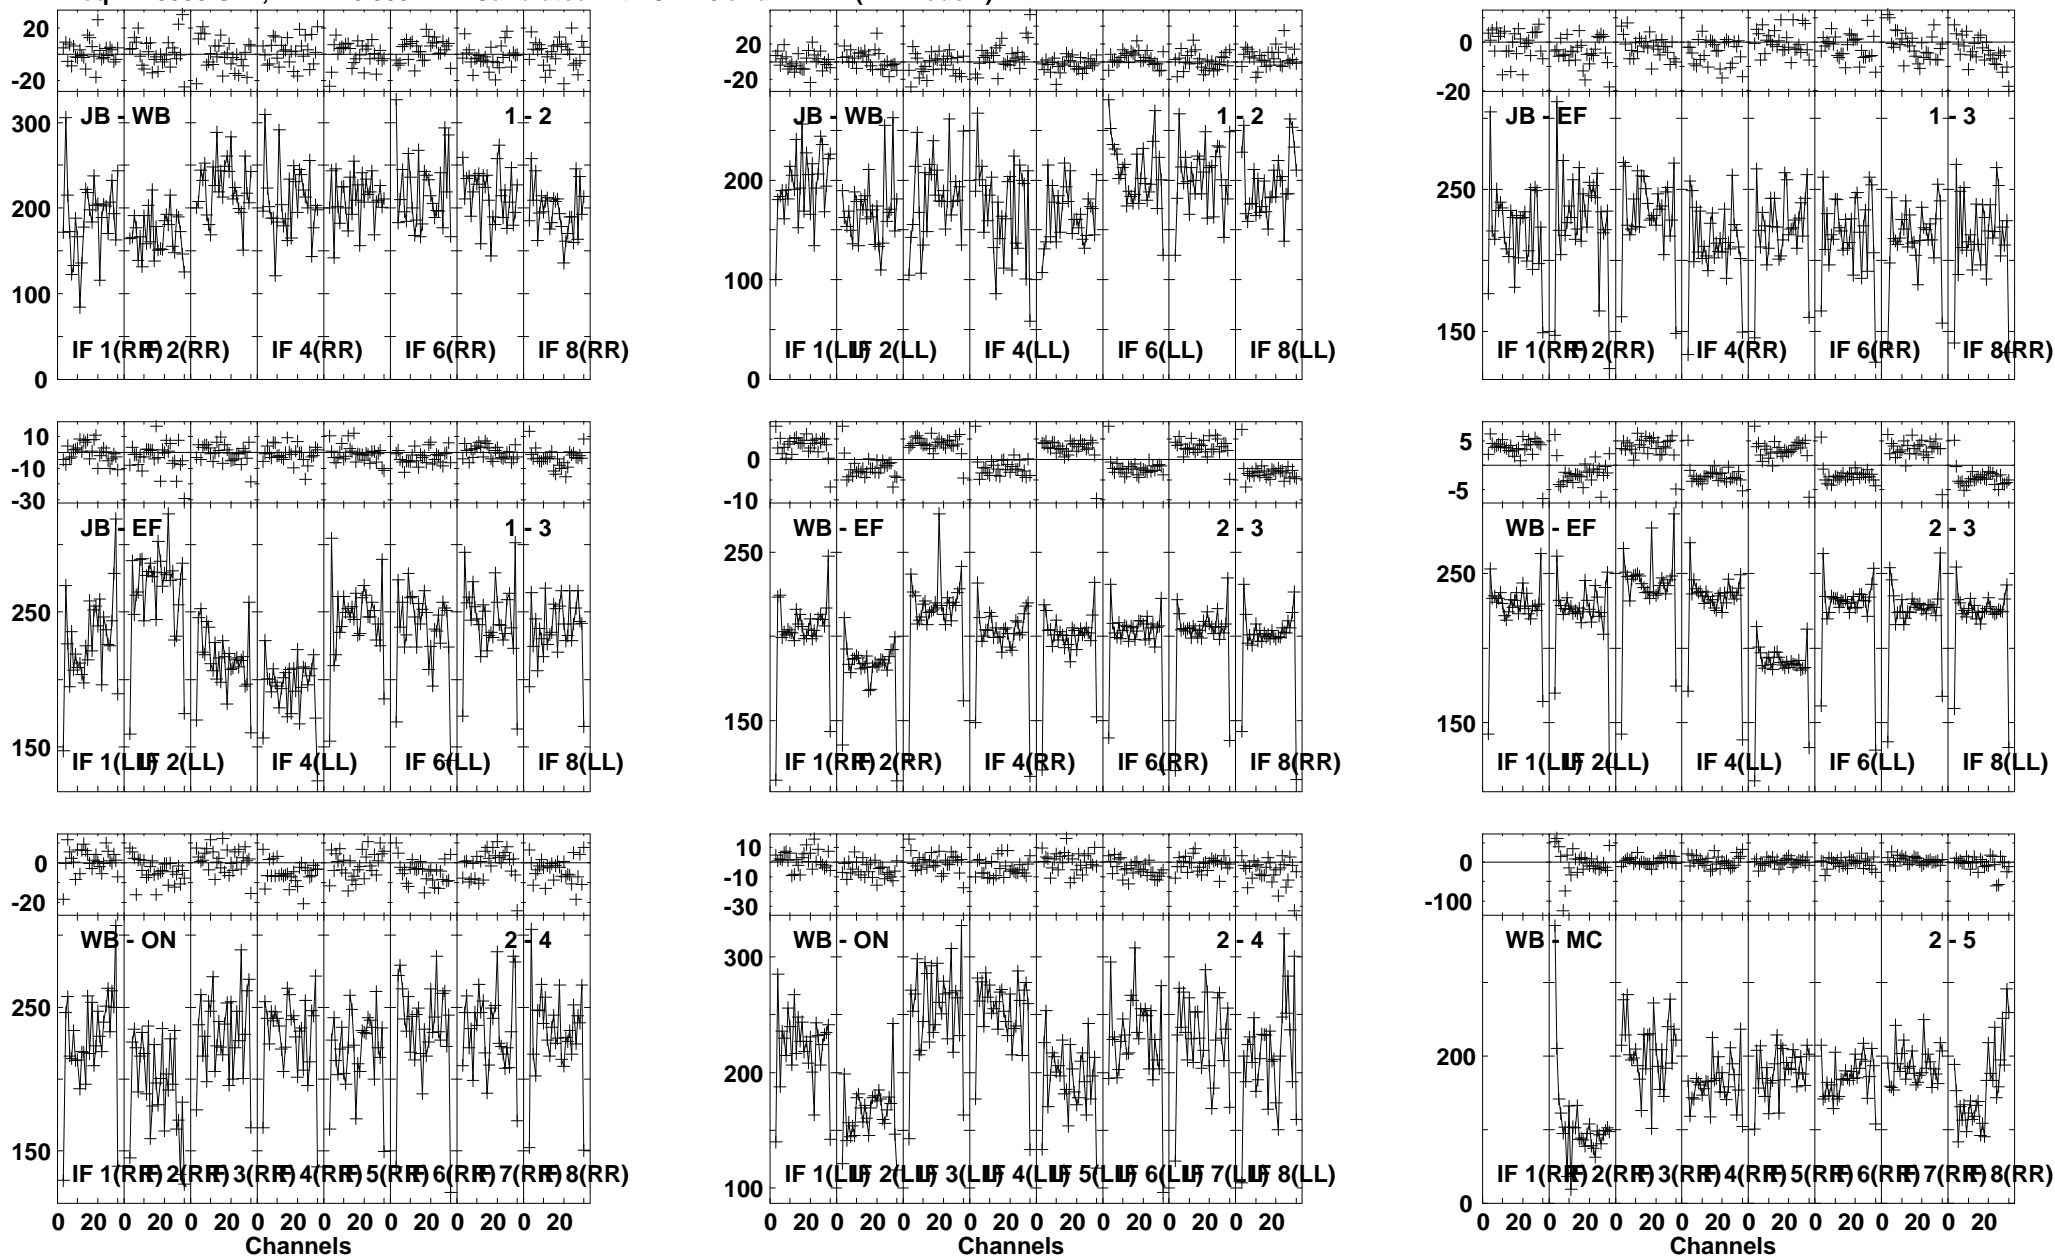 20
-20
300
200
100
0
JB - WB 1 - 2
IF 1(RR) IF 2(RR) IF 4(RR) IF 6(RR) IF 8(RR)
20
-20
200
100
0
JB - WB 1 - 2
IF 1(LL) IF 2(LL) IF 4(LL) IF 6(LL) IF 8(LL)
0
-20
250
150
JB - EF 1 - 3
IF 1(RR) IF 2(RR) IF 4(RR) IF 6(RR) IF 8(RR)
10
-10
-30
250
150
JB - EF 1 - 3
IF 1(LL) IF 2(LL) IF 4(LL) IF 6(LL) IF 8(LL)
0
-10
250
150
WB - EF 2 - 3
IF 1(RR) IF 2(RR) IF 4(RR) IF 6(RR) IF 8(RR)
5
-5
250
150
WB - EF 2 - 3
IF 1(LL) IF 2(LL) IF 4(LL) IF 6(LL) IF 8(LL)
0
-20
250
150
WB - ON 2 - 4
IF 1(RR) IF 2(RR) IF 3(RR) IF 4(RR) IF 5(RR) IF 6(RR) IF 7(RR) IF 8(RR)
0 20 0 20 0 20 0 20 0 20 0 20 0 20 0 20
Channels
10
-10
-30
300
200
100
WB - ON 2 - 4
IF 1(LL) IF 2(LL) IF 3(LL) IF 4(LL) IF 5(LL) IF 6(LL) IF 7(LL) IF 8(LL)
0 20 0 20 0 20 0 20 0 20 0 20 0 20 0 20
Channels
0
-100
200
0
WB - MC 2 - 5
IF 1(RR) IF 2(RR) IF 3(RR) IF 4(RR) IF 5(RR) IF 6(RR) IF 7(RR) IF 8(RR)
0 20 0 20 0 20 0 20 0 20 0 20 0 20 0 20
Channels